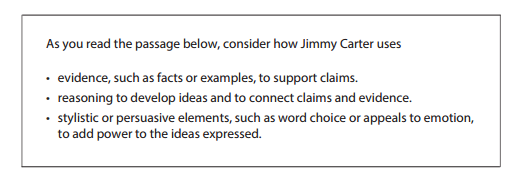 As you read the passage below, consider how Jimmy Carter uses
• evidence, such as facts or examples, to support claims.
• reasoning to develop ideas and to connect claims and evidence.
• stylistic or persuasive elements, such as word choice or appeals to emotion,
to add power to the ideas expressed.